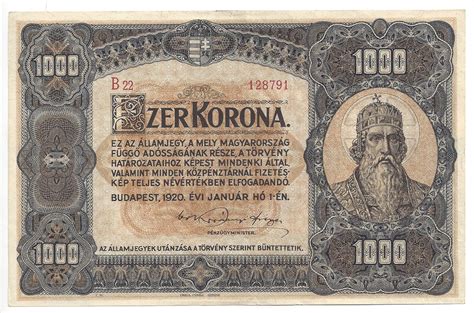 1000 1000
B 22 128791
EZER KORONA.
EZ AZ ÁLLAMJEGY, A MELY MAGYARORSZÁG
FÜGGŐ ADÓSSÁGÁNAK RÉSZE, A TÖRVÉNY
HATÁROZATAIHOZ KÉPEST MINDENKI ÁLTAL,
VALAMINT MINDEN KÖZPÉNZTÁRNÁL FIZETÉS-
KÉP TELJES NÉVÉRTÉKBEN ELFOGADANDÓ.
BUDAPEST, 1920. ÉVI JANUÁR HÓ 1-ÉN.
PÉNZÜGYMINISTER.
1000 1000
AZ ÁLLAMJEGYEK UTÁNZÁSA A TÖRVÉNY SZERINT BÜNTETTETIK.